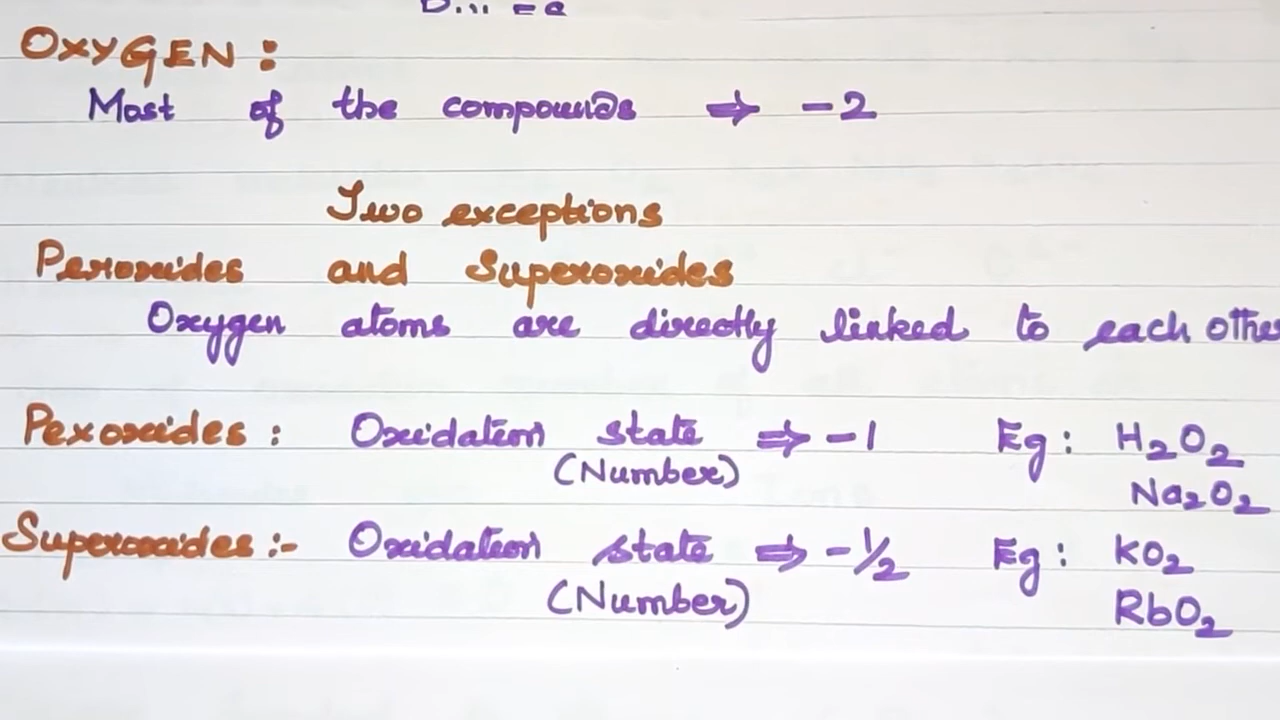 OXYGEN:
Most of the compounds ⇒ -2
Two exceptions
Peroxides and Superoxides
Oxygen atoms are directly linked to each othe
Peroxides: Oxidation state ⇒ -1 Eg: H₂O₂
(Number) Na₂O₂
Superoxides:- Oxidation state ⇒ -1/2 Eg: KO₂
(Number) RbO₂